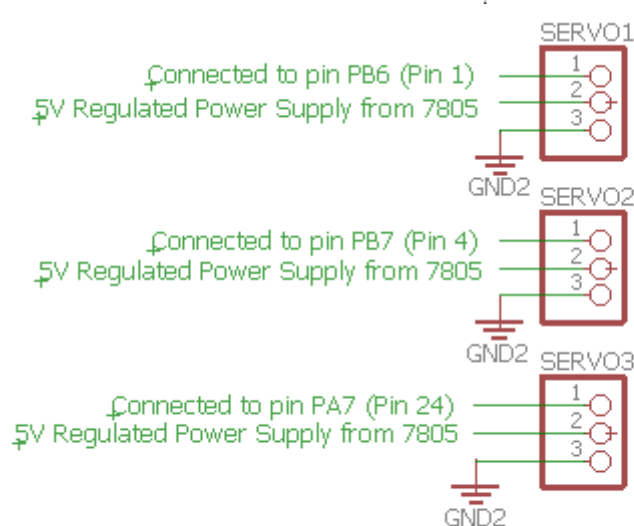 SERVO1
Connected to pin PB6 (Pin 1) 1
5V Regulated Power Supply from 7805 2
3
GND2
SERVO2
Connected to pin PB7 (Pin 4) 1
5V Regulated Power Supply from 7805 2
3
GND2
SERVO3
Connected to pin PA7 (Pin 24) 1
5V Regulated Power Supply from 7805 2
3
GND2